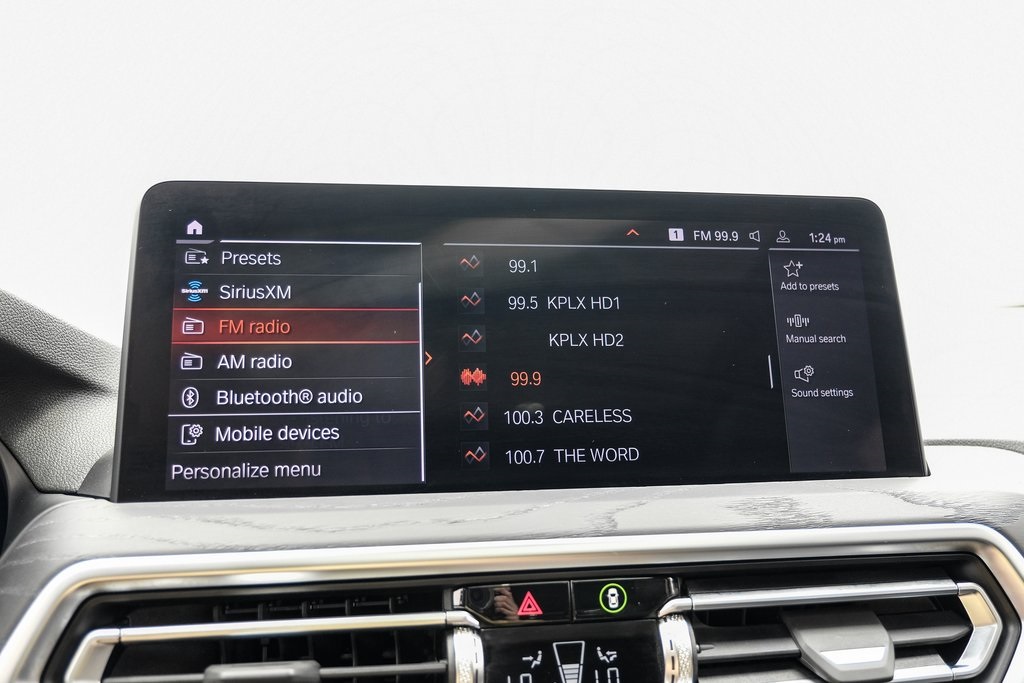 1 FM 99.9 1:24 pm
Presets
SiriusXM
SiriusXM
FM radio
AM radio
Bluetooth® audio
Mobile devices
Personalize menu
99.1
99.5 KPLX HD1
KPLX HD2
99.9
100.3 CARELESS
100.7 THE WORD
Add to presets
Manual search
Sound settings